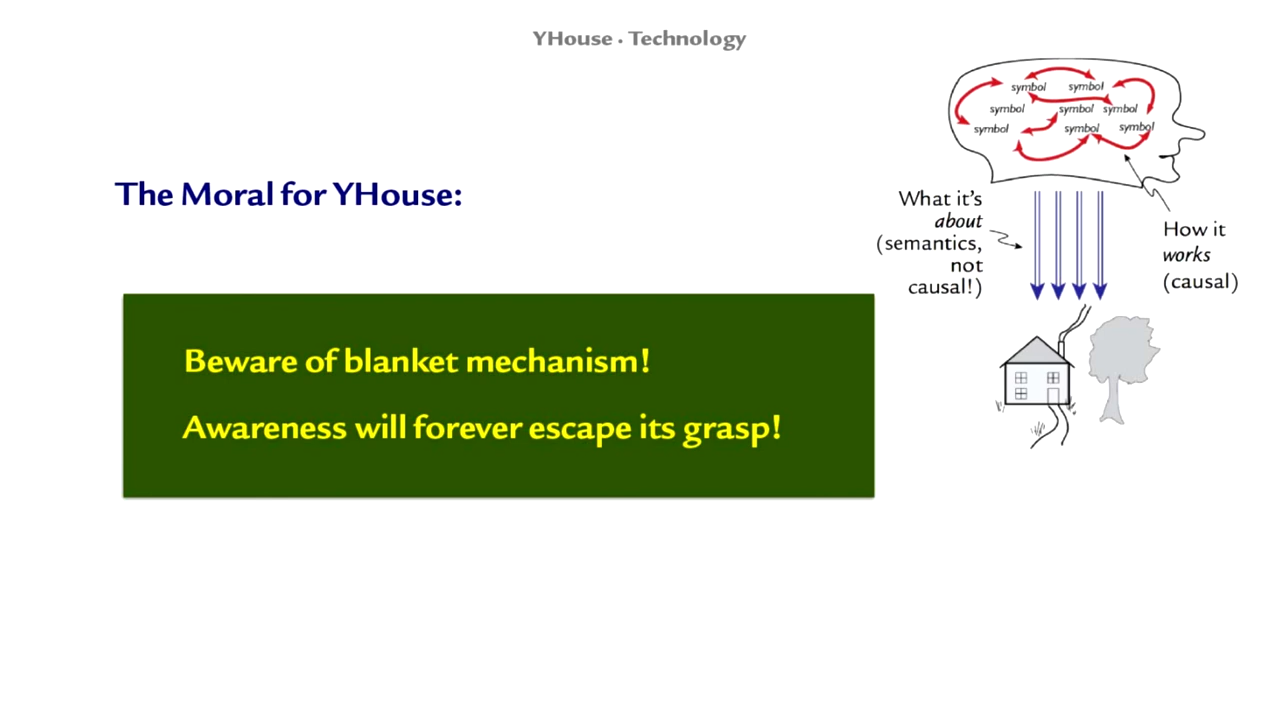 YHouse · Technology
symbol symbol
symbol symbol symbol
symbol symbol symbol
The Moral for YHouse:
What it's
about
(semantics,
not
causal!)
How it
works
(causal)
Beware of blanket mechanism!
Awareness will forever escape its grasp!